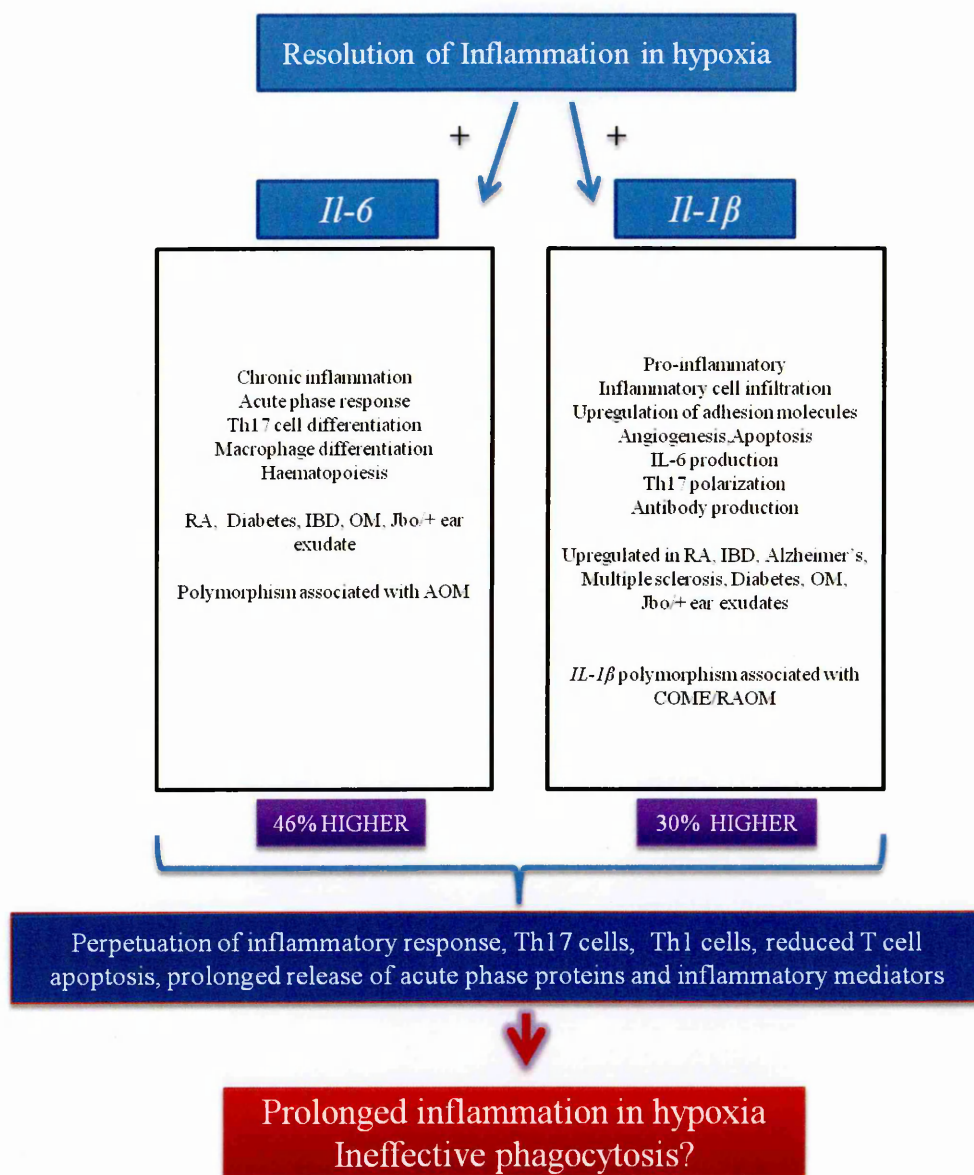 Resolution of Inflammation in hypoxia
+ +
Il-6
Il-1β
Chronic inflammation
Acute phase response
Th17 cell differentiation
Macrophage differentiation
Haematopoiesis
RA, Diabetes, IBD, OM, Jbo/+ ear
exudate
Polymorphism associated with AOM
Pro-inflammatory
Inflammatory cell infiltration
Upregulation of adhesion molecules
Angiogenesis,Apoptosis
IL-6 production
Th17 polarization
Antibody production
Upregulated in RA, IBD, Alzheimer's,
Multiple sclerosis, Diabetes, OM,
Jbo/+ ear exudates
IL-1β polymorphism associated with
COME/RAOM
46% HIGHER
30% HIGHER
Perpetuation of inflammatory response, Th17 cells, Th1 cells, reduced T cell
apoptosis, prolonged release of acute phase proteins and inflammatory mediators
Prolonged inflammation in hypoxia
Ineffective phagocytosis?